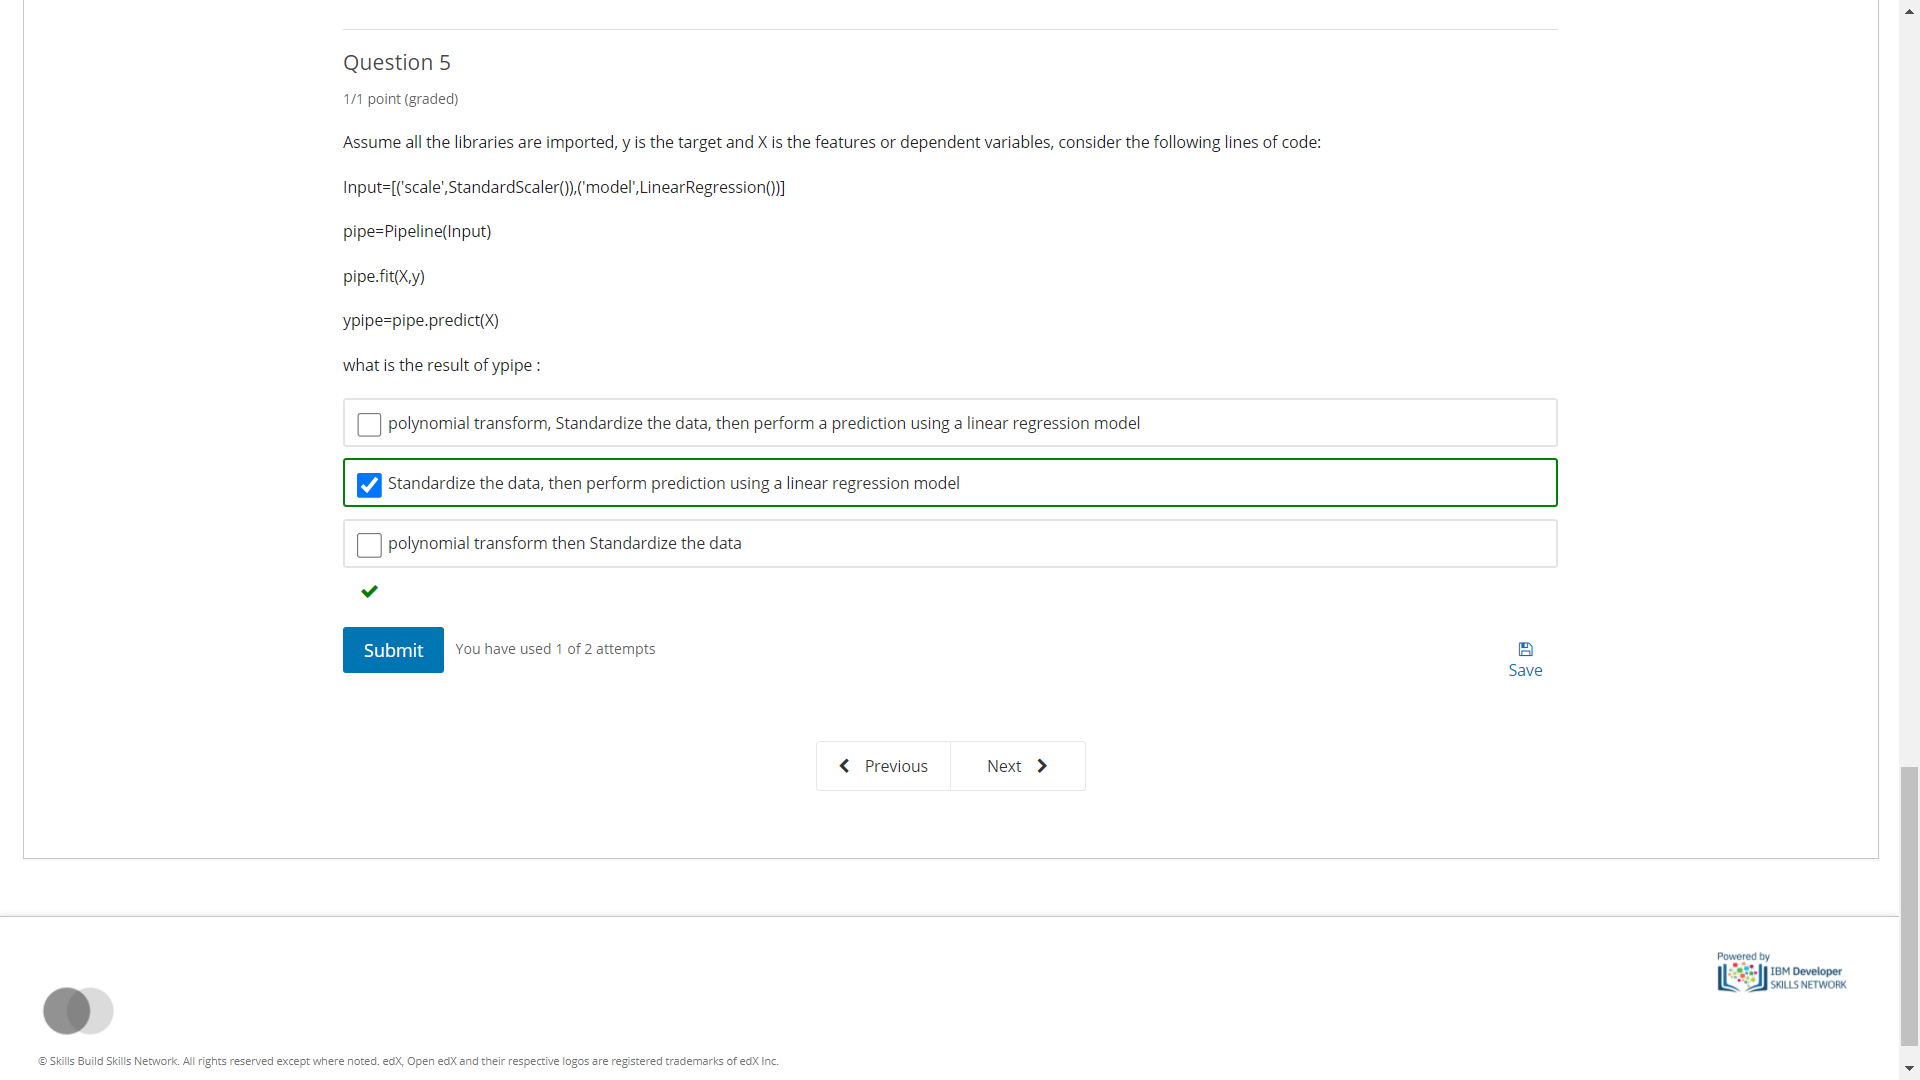 Question 5
1/1 point (graded)
Assume all the libraries are imported, y is the target and X is the features or dependent variables, consider the following lines of code:
Input=[('scale',StandardScaler()),('model',LinearRegression())]
pipe=Pipeline(Input)
pipe.fit(X,y)
ypipe=pipe.predict(X)
what is the result of ypipe :
polynomial transform, Standardize the data, then perform a prediction using a linear regression model
Standardize the data, then perform prediction using a linear regression model
polynomial transform then Standardize the data
Submit
You have used 1 of 2 attempts
Save
Previous
Next
Powered by
IBM Developer
SKILLS NETWORK
© Skills Build Skills Network. All rights reserved except where noted. edX, Open edX and their respective logos are registered trademarks of edX Inc.